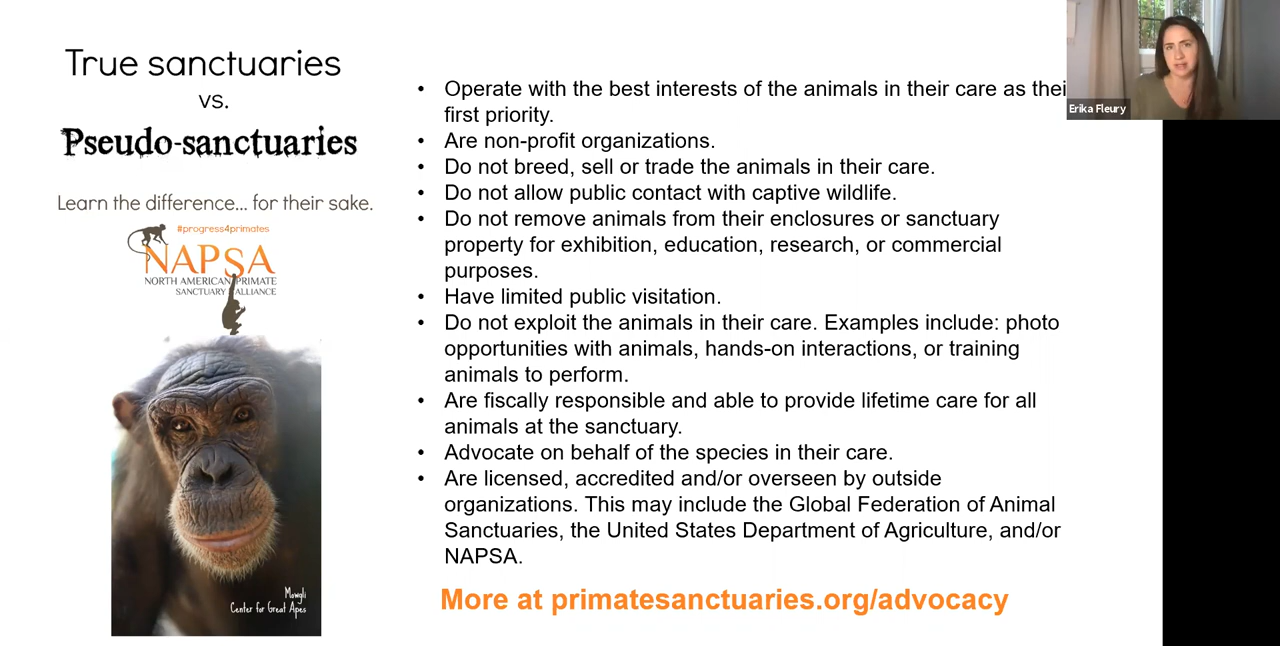 True sanctuaries
vs.
Pseudo-sanctuaries
Learn the difference... for their sake.
#progress4primates
NAPSA
NORTH AMERICAN PRIMATE
SANCTUARY ALLIANCE
Mowgli
Center for Great Apes
• Operate with the best interests of the animals in their care as thei
first priority.
• Are non-profit organizations.
• Do not breed, sell or trade the animals in their care.
• Do not allow public contact with captive wildlife.
• Do not remove animals from their enclosures or sanctuary
property for exhibition, education, research, or commercial
purposes.
• Have limited public visitation.
• Do not exploit the animals in their care. Examples include: photo
opportunities with animals, hands-on interactions, or training
animals to perform.
• Are fiscally responsible and able to provide lifetime care for all
animals at the sanctuary.
• Advocate on behalf of the species in their care.
• Are licensed, accredited and/or overseen by outside
organizations. This may include the Global Federation of Animal
Sanctuaries, the United States Department of Agriculture, and/or
NAPSA.
More at primatesanctuaries.org/advocacy
Erika Fleury